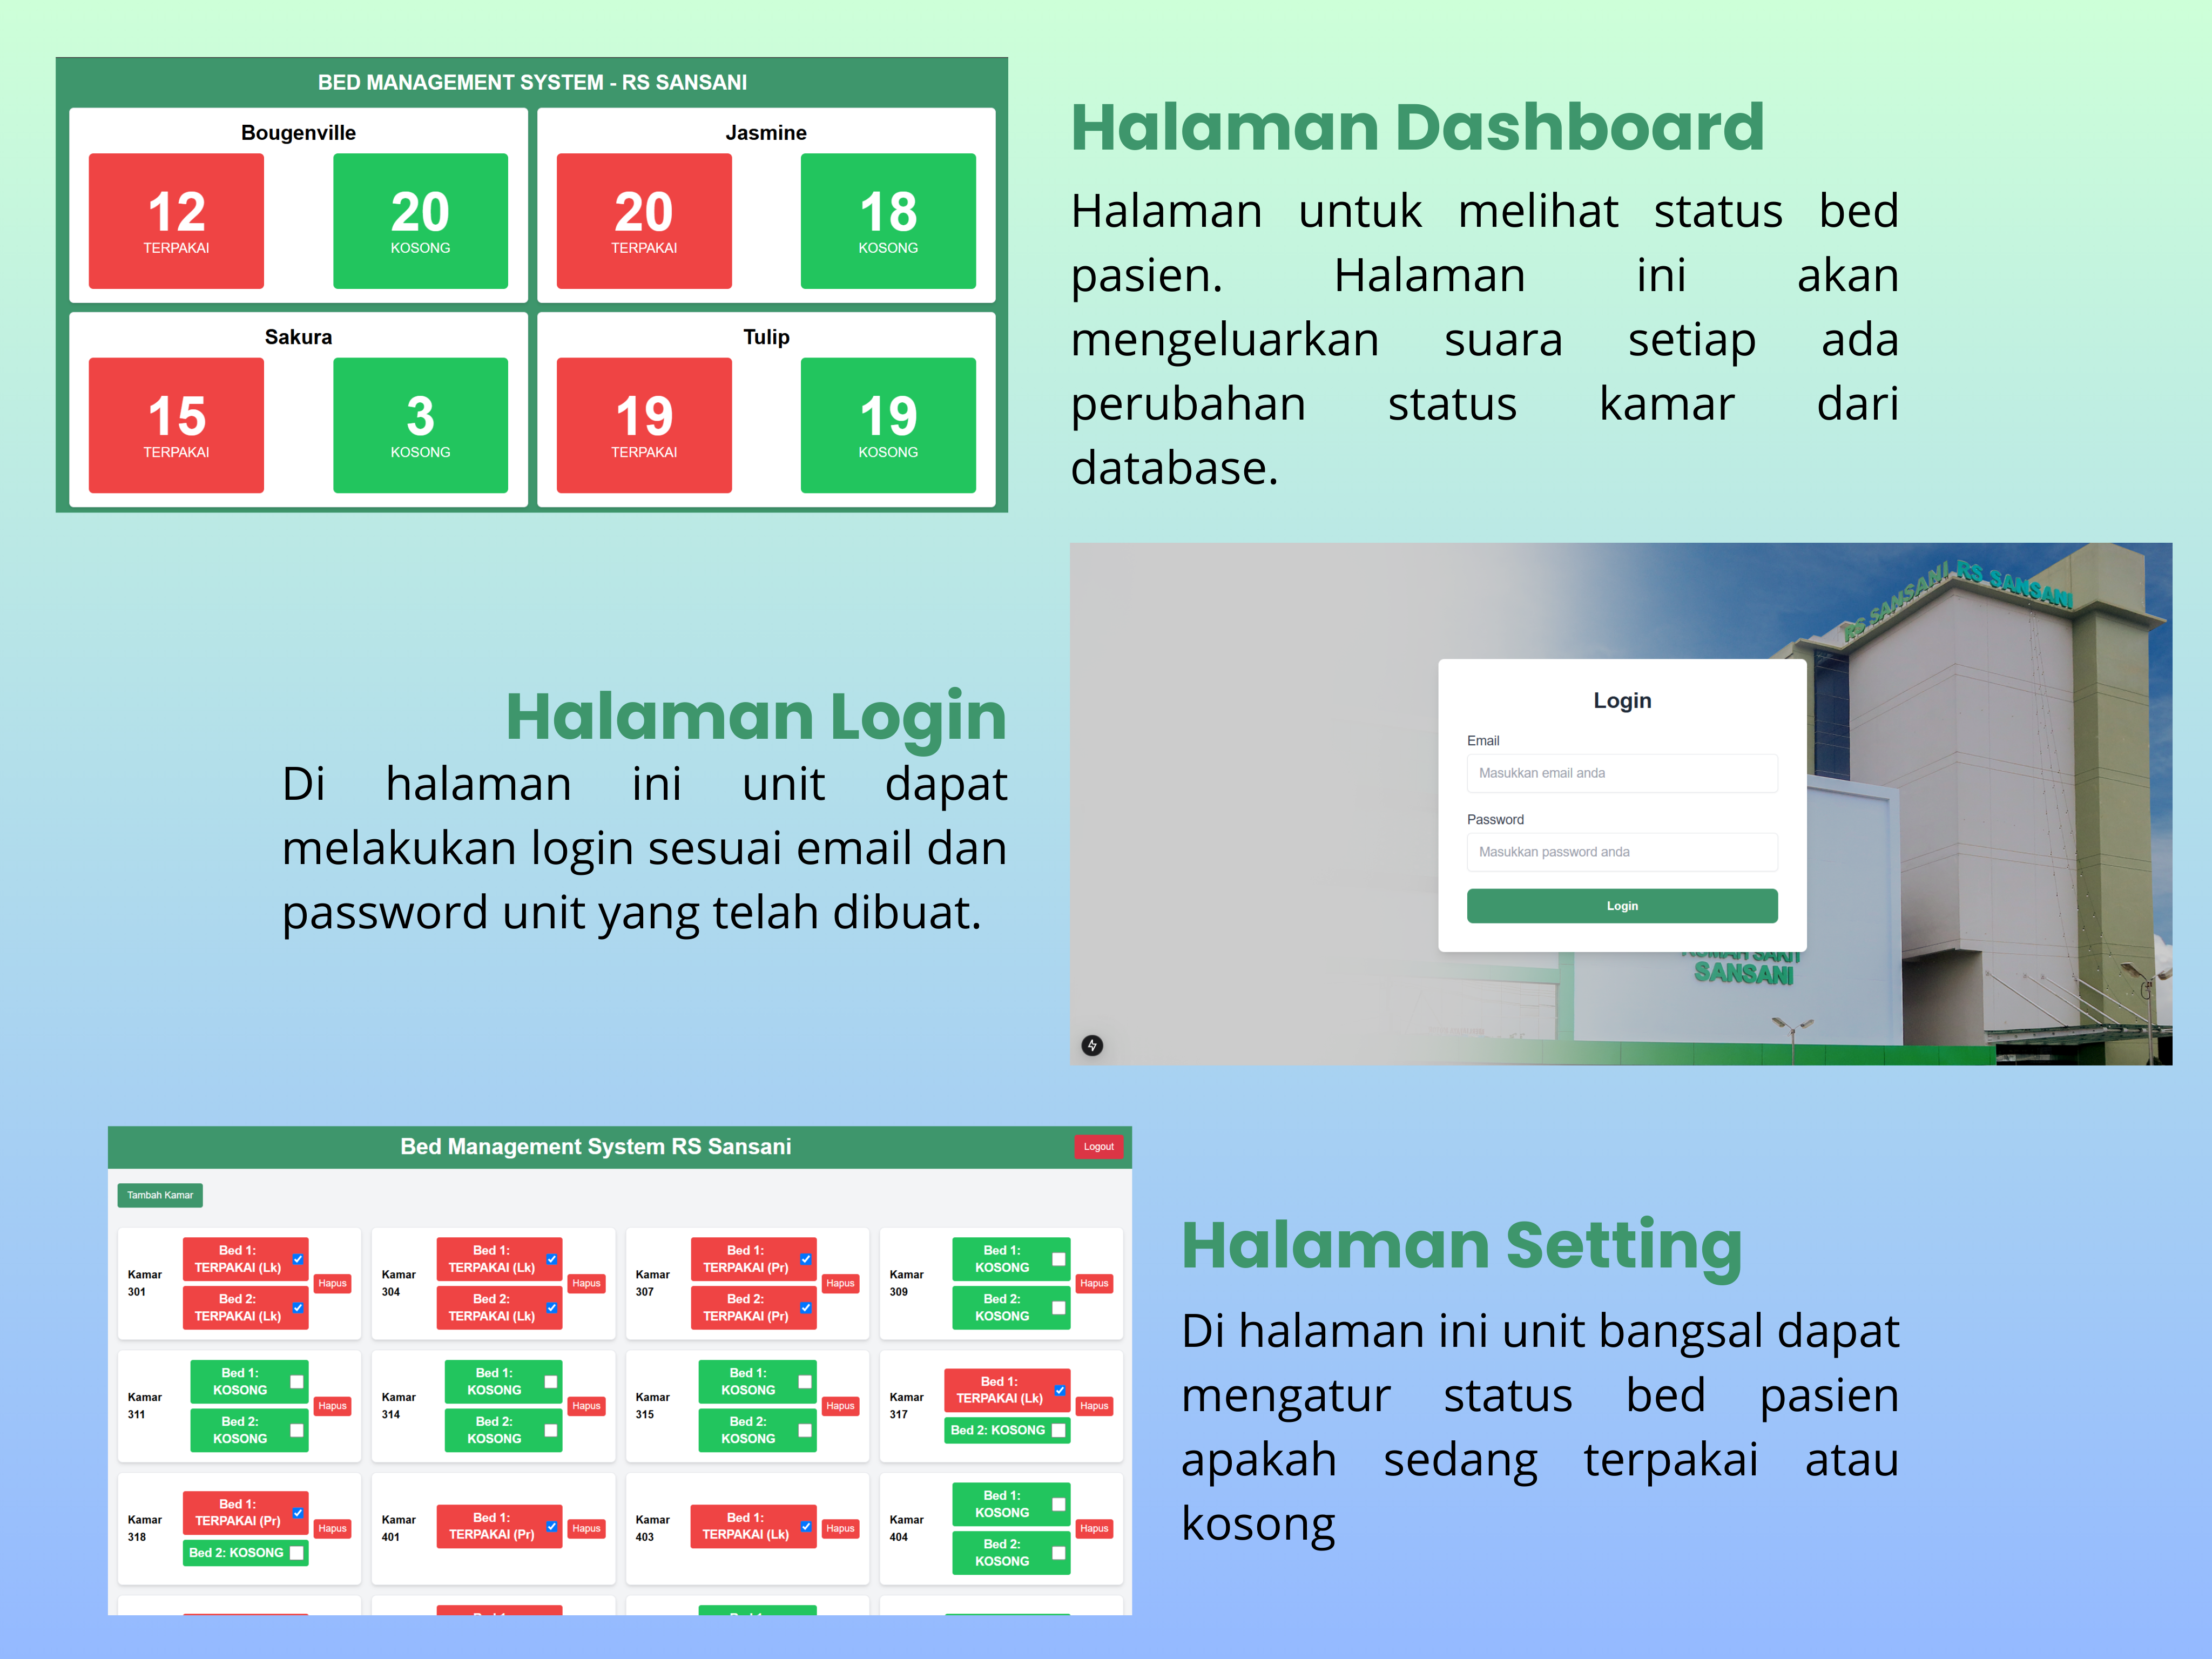 BED MANAGEMENT SYSTEM - RS SANSANI
Bougenville
12
TERPAKAI
20
KOSONG
Jasmine
20
TERPAKAI
18
KOSONG
Sakura
15
TERPAKAI
3
KOSONG
Tulip
19
TERPAKAI
19
KOSONG
Halaman Dashboard
Halaman untuk melihat status bed
pasien. Halaman ini akan
mengeluarkan suara setiap ada
perubahan status kamar dari
database.
Halaman Login
Di halaman ini unit dapat
melakukan login sesuai email dan
password unit yang telah dibuat.
RS SANSANI
RS SANSANI
Login
Email
Masukkan email anda
Password
Masukkan password anda
Login
RUMAH SAKIT
SANSANI
Bed Management System RS Sansani
Logout
Tambah Kamar
Kamar
301
Bed 1:
TERPAKAI (Lk)
Bed 2:
TERPAKAI (Lk)
Hapus
Kamar
304
Bed 1:
TERPAKAI (Lk)
Bed 2:
TERPAKAI (Lk)
Hapus
Kamar
307
Bed 1:
TERPAKAI (Pr)
Bed 2:
TERPAKAI (Pr)
Hapus
Kamar
309
Bed 1:
KOSONG
Bed 2:
KOSONG
Hapus
Kamar
311
Bed 1:
KOSONG
Bed 2:
KOSONG
Hapus
Kamar
314
Bed 1:
KOSONG
Bed 2:
KOSONG
Hapus
Kamar
315
Bed 1:
KOSONG
Bed 2:
KOSONG
Hapus
Kamar
317
Bed 1:
TERPAKAI (Lk)
Bed 2: KOSONG
Hapus
Kamar
318
Bed 1:
TERPAKAI (Pr)
Bed 2: KOSONG
Hapus
Kamar
401
Bed 1:
TERPAKAI (Pr)
Hapus
Kamar
403
Bed 1:
TERPAKAI (Lk)
Hapus
Kamar
404
Bed 1:
KOSONG
Bed 2:
KOSONG
Hapus
Halaman Setting
Di halaman ini unit bangsal dapat
mengatur status bed pasien
apakah sedang terpakai atau
kosong